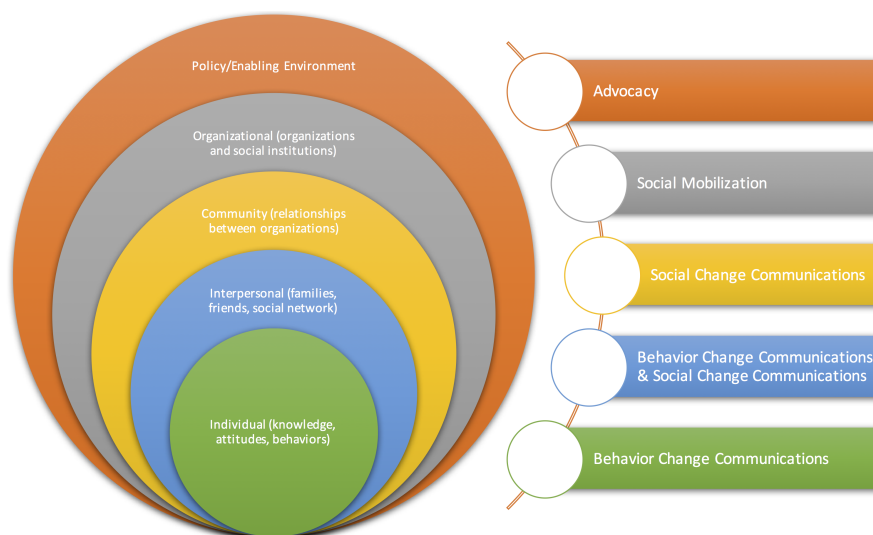 Policy/Enabling Environment
Organizational (organizations
and social institutions)
Community (relationships
between organizations)
Interpersonal (families,
friends, social network)
Individual (knowledge,
attitudes, behaviors)
Advocacy
Social Mobilization
Social Change Communications
Behavior Change Communications
& Social Change Communications
Behavior Change Communications